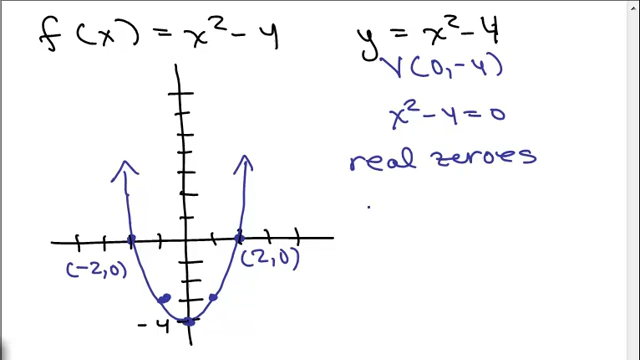 f(x) = x² - 4
y = x² - 4
V(0, -4)
x² - 4 = 0
real zeroes
(-2,0)
(2,0)
-4